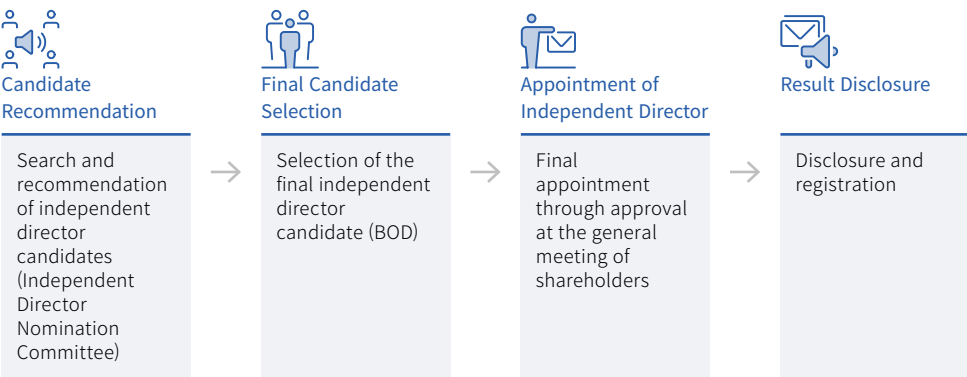 Candidate
Recommendation
Search and
recommendation
of independent
director
candidates
(Independent
Director
Nomination
Committee)
Final Candidate
Selection
Selection of the
final independent
director
candidate (BOD)
Appointment of
Independent Director
Final
appointment
through approval
at the general
meeting of
shareholders
Result Disclosure
Disclosure and
registration